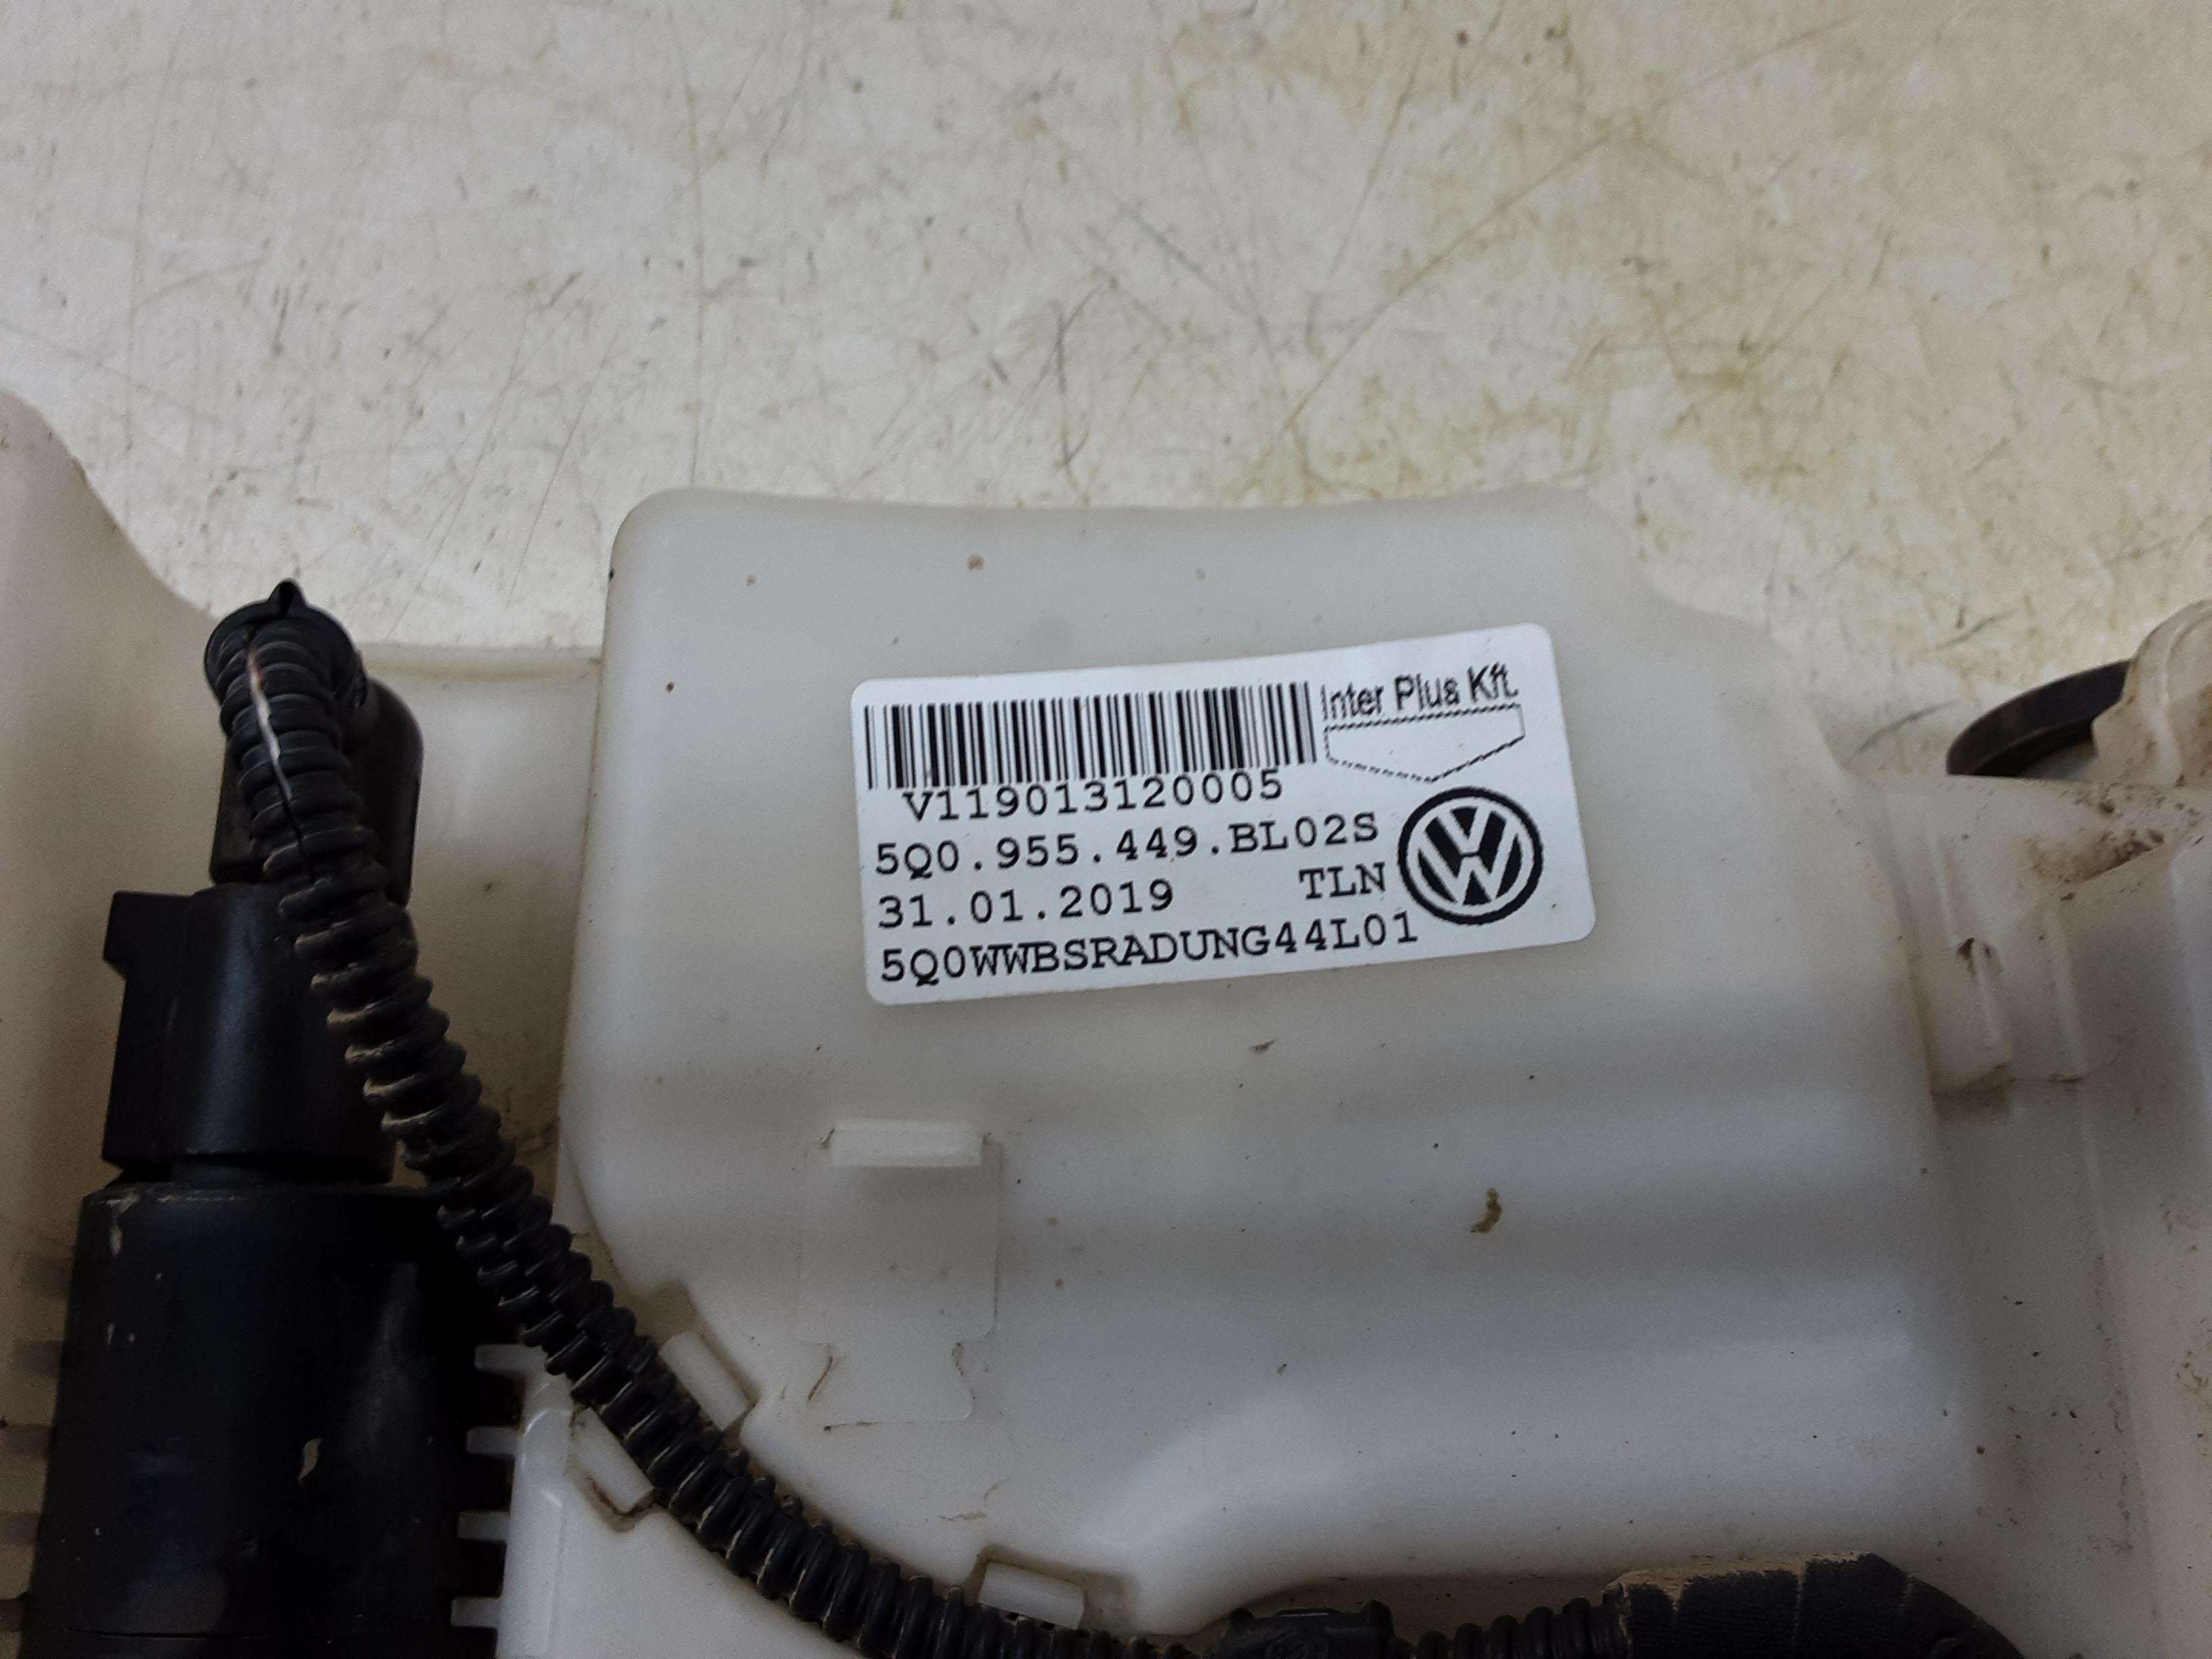 Inter Plus Kft.
V119013120005
5Q0.955.449.BL02S
31.01.2019 TLN
5Q0WWBSRADUNG44L01